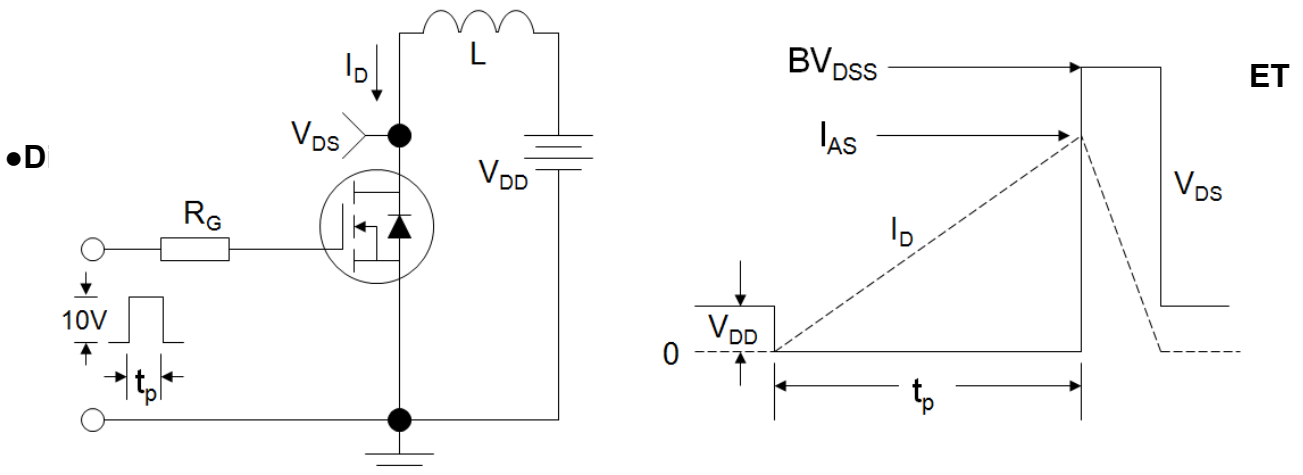 I_D
L
V_DS
V_DD
R_G
10V
t_p
BV_DSS
I_AS
I_D
V_DS
V_DD
0
t_p
ET
●D